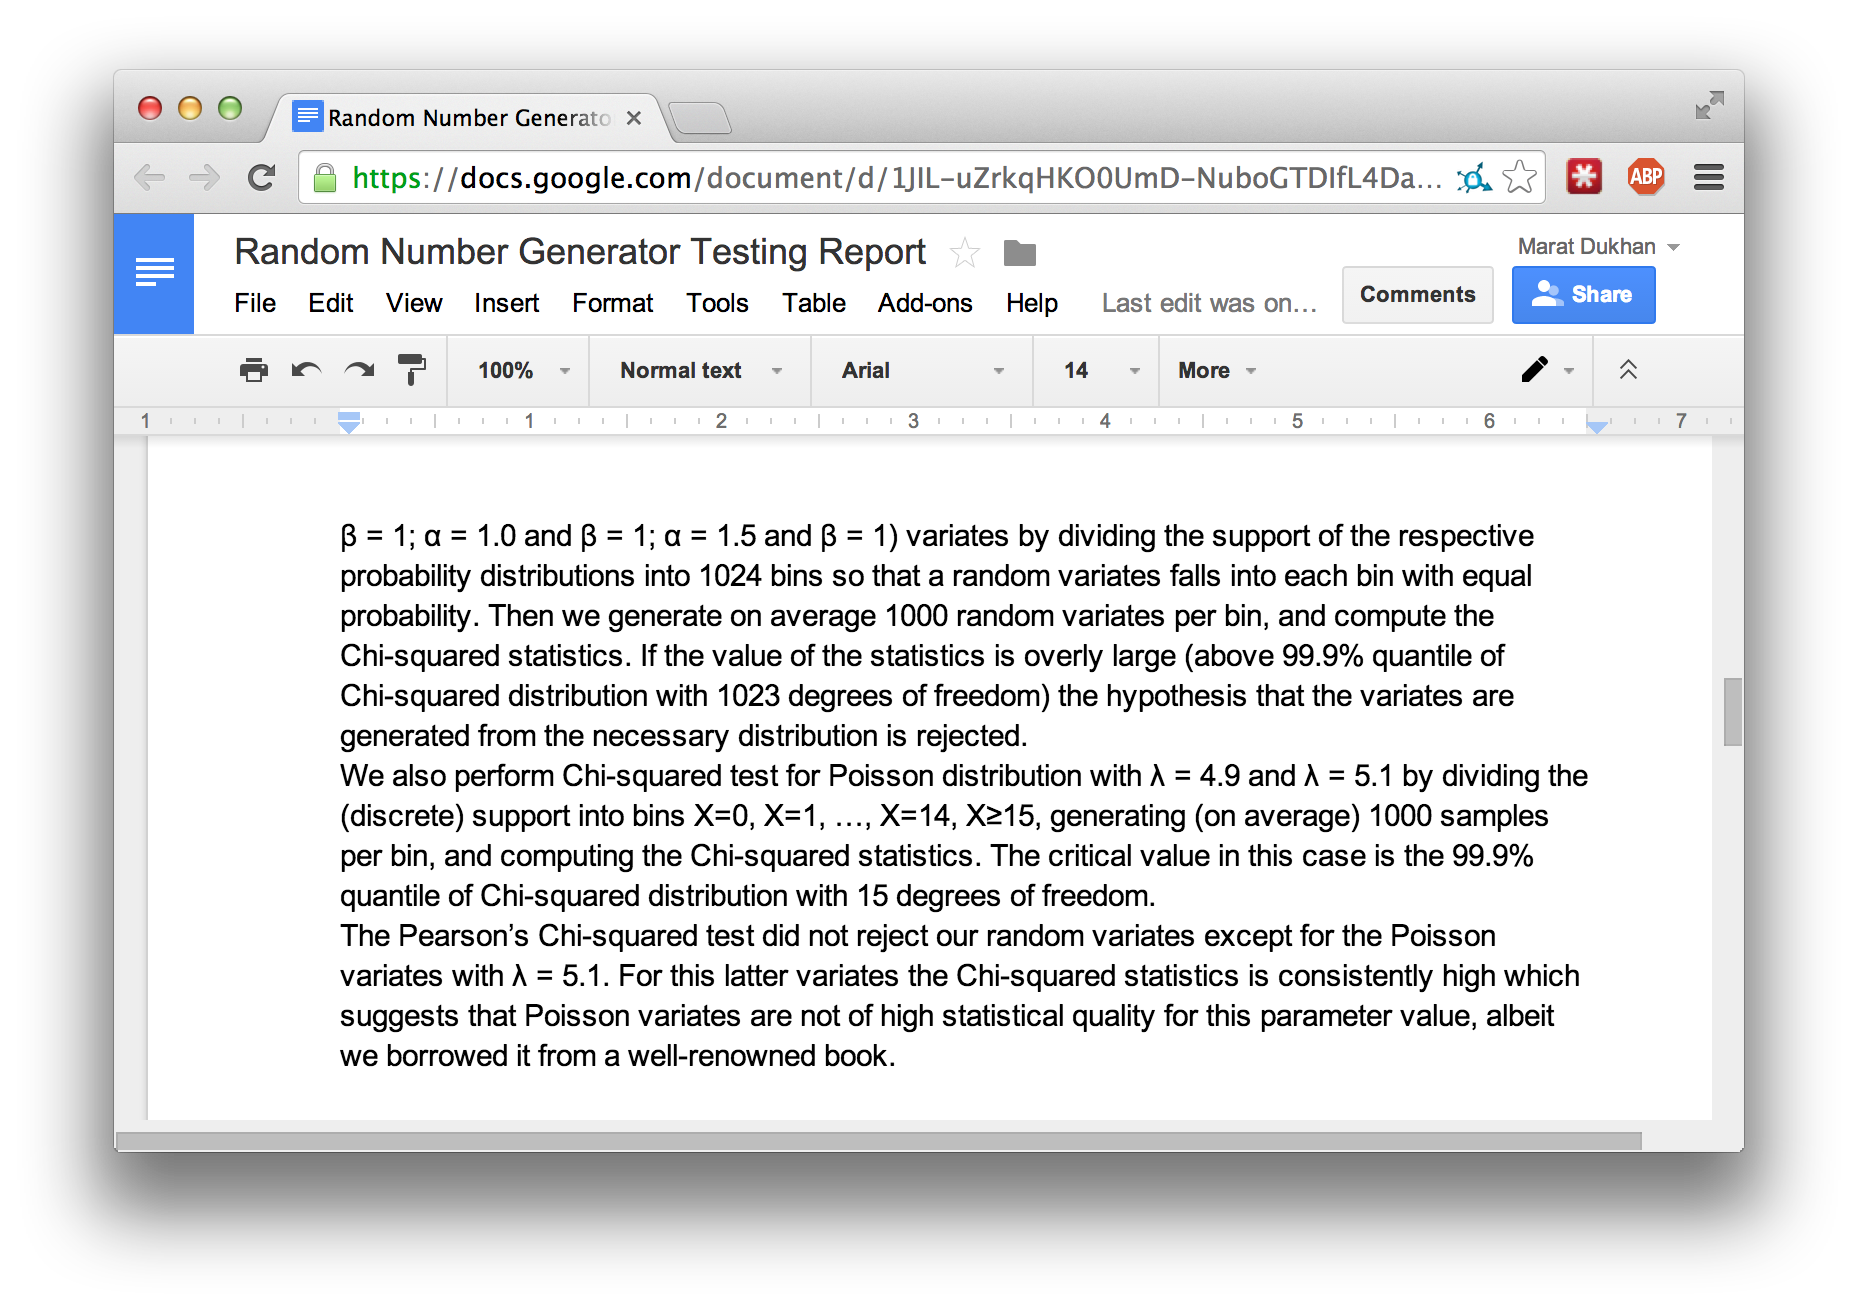 Random Number Generato
https://docs.google.com/document/d/1JIL-uZrkqHKO0UmD-NuboGTDIfL4Da...
ABP
Random Number Generator Testing Report
Marat Dukhan
File Edit View Insert Format Tools Table Add-ons Help Last edit was on...
Comments
Share
100% Normal text Arial 14 More
1 1 2 3 4 5 6 7
β = 1; α = 1.0 and β = 1; α = 1.5 and β = 1) variates by dividing the support of the respective
probability distributions into 1024 bins so that a random variates falls into each bin with equal
probability. Then we generate on average 1000 random variates per bin, and compute the
Chi-squared statistics. If the value of the statistics is overly large (above 99.9% quantile of
Chi-squared distribution with 1023 degrees of freedom) the hypothesis that the variates are
generated from the necessary distribution is rejected.
We also perform Chi-squared test for Poisson distribution with λ = 4.9 and λ = 5.1 by dividing the
(discrete) support into bins X=0, X=1, …, X=14, X≥15, generating (on average) 1000 samples
per bin, and computing the Chi-squared statistics. The critical value in this case is the 99.9%
quantile of Chi-squared distribution with 15 degrees of freedom.
The Pearson’s Chi-squared test did not reject our random variates except for the Poisson
variates with λ = 5.1. For this latter variates the Chi-squared statistics is consistently high which
suggests that Poisson variates are not of high statistical quality for this parameter value, albeit
we borrowed it from a well-renowned book.